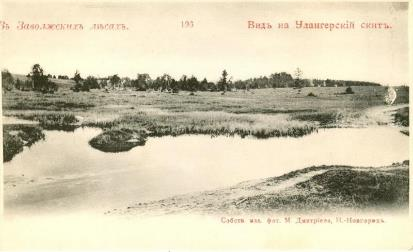 Въ Заволжскихъ лѣсахъ. 193 Видъ на Улангерскій скитъ.
Собств. изд. фот. М. Дмитріева, Н.-Новгородъ.